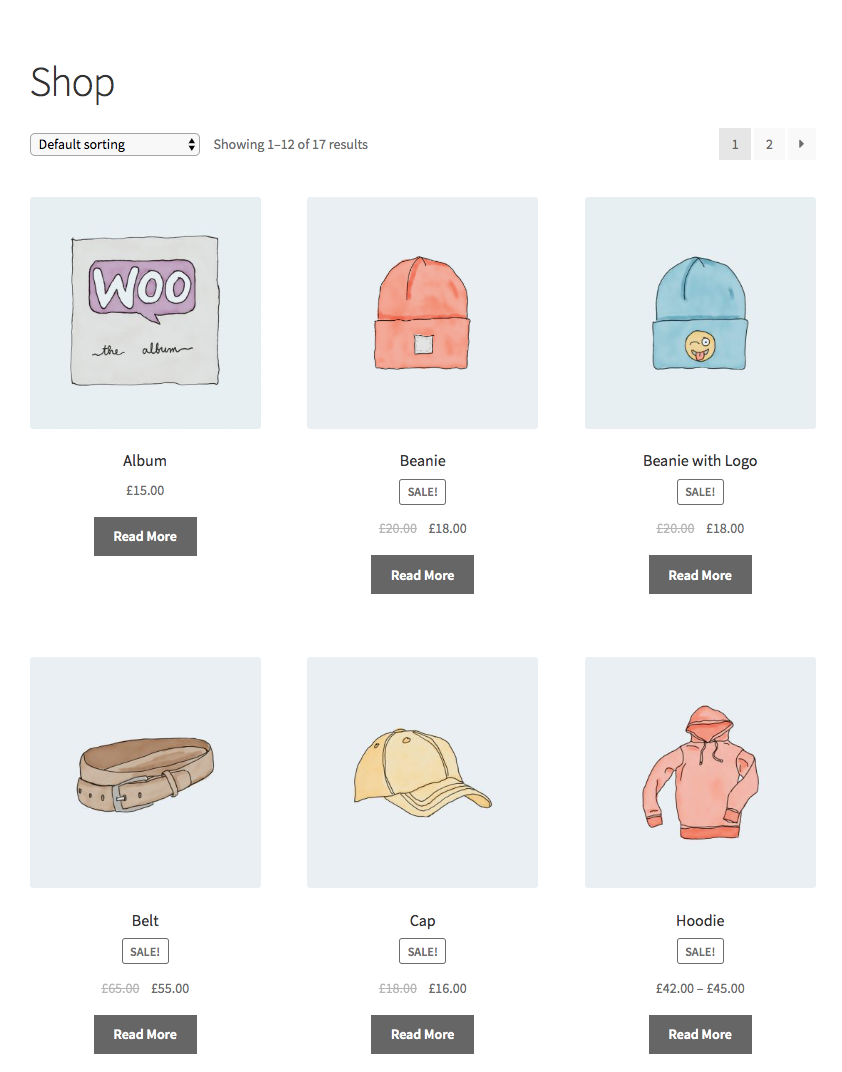 Shop
Default sorting
Showing 1–12 of 17 results
1 2
WOO
the album
Album
£15.00
Read More
Beanie
SALE!
£20.00 £18.00
Read More
Beanie with Logo
SALE!
£20.00 £18.00
Read More
Belt
SALE!
£65.00 £55.00
Read More
Cap
SALE!
£18.00 £16.00
Read More
Hoodie
SALE!
£42.00 – £45.00
Read More